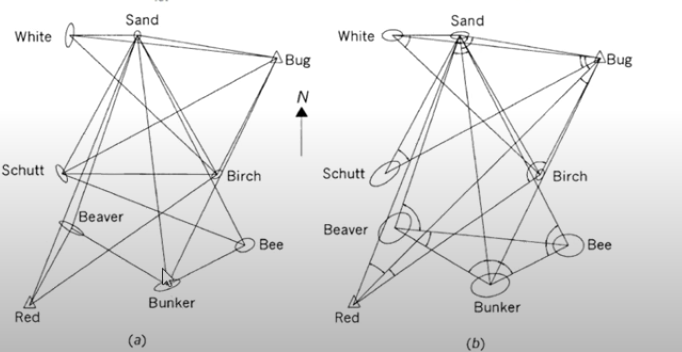 White
Sand
Bug
N
Schutt
Birch
Beaver
Bee
Bunker
Red
(a)
White
Sand
Bug
Schutt
Birch
Beaver
Bee
Bunker
Red
(b)